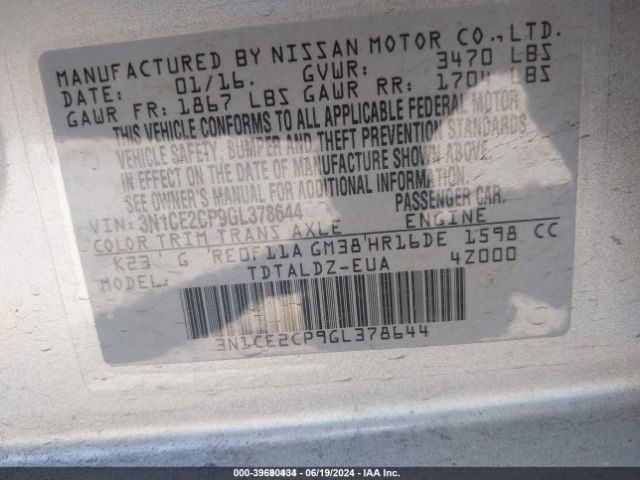 MANUFACTURED BY NISSAN MOTOR CO., LTD.
DATE: 01/16. GVWR: 3470 LBS
GAWR FR: 1867 LBS GAWR RR: 1704 LBS
THIS VEHICLE CONFORMS TO ALL APPLICABLE FEDERAL MOTOR
VEHICLE SAFETY, BUMPER AND THEFT PREVENTION STANDARDS
IN EFFECT ON THE DATE OF MANUFACTURE SHOWN ABOVE.
SEE OWNER'S MANUAL FOR ADDITIONAL INFORMATION.
VIN: 3N1CE2CP9GL378644 PASSENGER CAR.
COLOR TRIM TRANS AXLE ENGINE
K23 G RE0F11A GM38 HR16DE 1598 CC
MODEL: TDTALDZ-EUA 4Z000
3N1CE2CP9GL378644
06/19/2024 - IAA Inc.